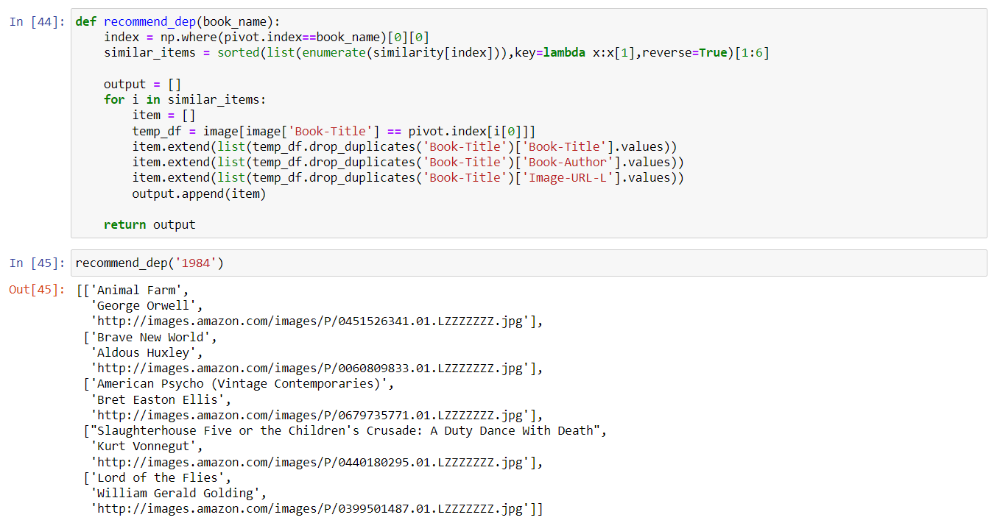 In [44]: def recommend_dep(book_name):
    index = np.where(pivot.index==book_name)[0][0]
    similar_items = sorted(list(enumerate(similarity[index])),key=lambda x:x[1],reverse=True)[1:6]
    output = []
    for i in similar_items:
        item = []
        temp_df = image[image['Book-Title'] == pivot.index[i[0]]]
        item.extend(list(temp_df.drop_duplicates('Book-Title')['Book-Title'].values))
        item.extend(list(temp_df.drop_duplicates('Book-Title')['Book-Author'].values))
        item.extend(list(temp_df.drop_duplicates('Book-Title')['Image-URL-L'].values))
        output.append(item)
    return output
In [45]: recommend_dep('1984')
Out[45]: [['Animal Farm',
  'George Orwell',
  'http://images.amazon.com/images/P/0451526341.01.LZZZZZZZ.jpg'],
 ['Brave New World',
  'Aldous Huxley',
  'http://images.amazon.com/images/P/0060809833.01.LZZZZZZZ.jpg'],
 ['American Psycho (Vintage Contemporaries)',
  'Bret Easton Ellis',
  'http://images.amazon.com/images/P/0679735771.01.LZZZZZZZ.jpg'],
 ["Slaughterhouse Five or the Children's Crusade: A Duty Dance With Death",
  'Kurt Vonnegut',
  'http://images.amazon.com/images/P/0440180295.01.LZZZZZZZ.jpg'],
 ['Lord of the Flies',
  'William Gerald Golding',
  'http://images.amazon.com/images/P/0399501487.01.LZZZZZZZ.jpg']]